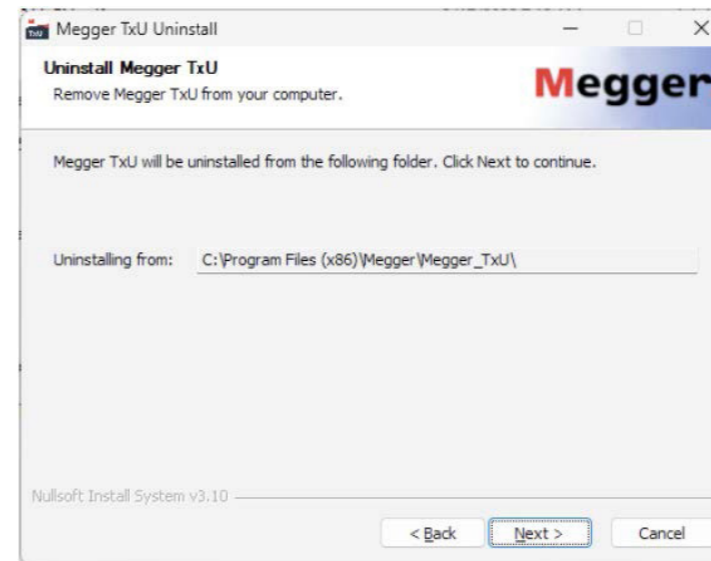 TxU
Megger TxU Uninstall
Uninstall Megger TxU
Remove Megger TxU from your computer.
Megger
Megger TxU will be uninstalled from the following folder. Click Next to continue.
Uninstalling from:
C:\Program Files (x86)\Megger\Megger_TxU\
Nullsoft Install System v3.10
< Back
Next >
Cancel